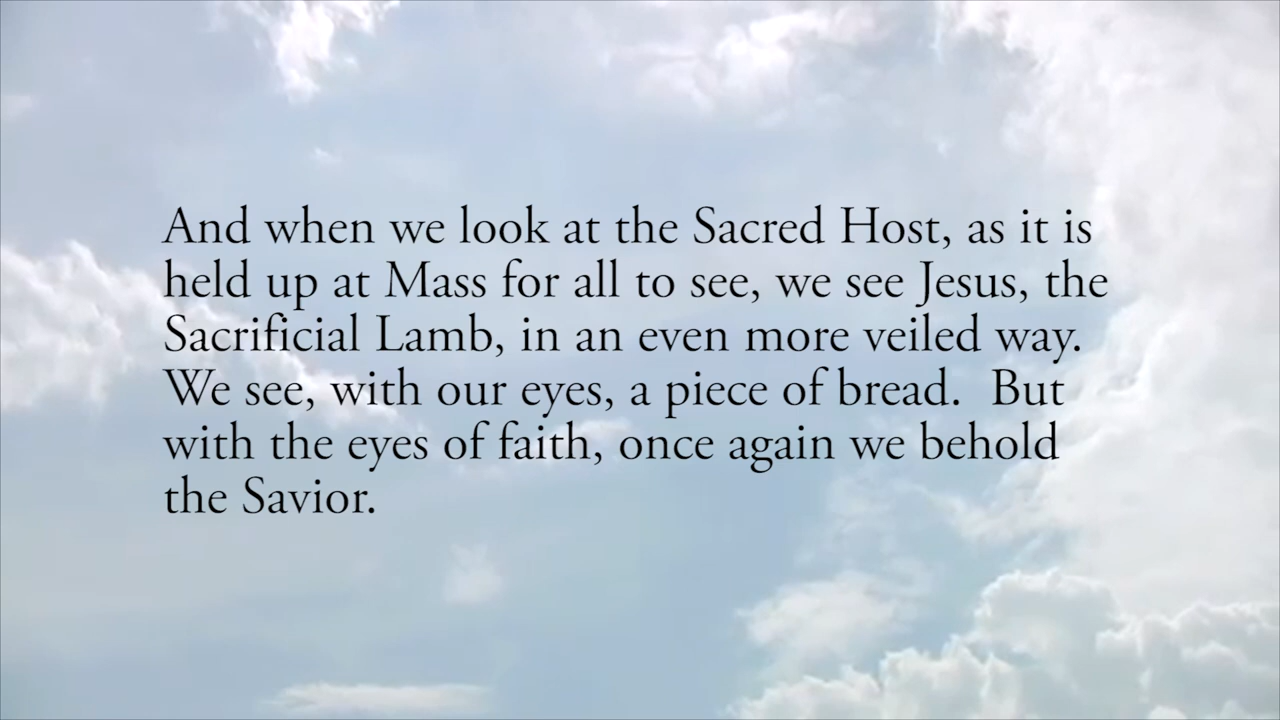 And when we look at the Sacred Host, as it is
held up at Mass for all to see, we see Jesus, the
Sacrificial Lamb, in an even more veiled way.
We see, with our eyes, a piece of bread.  But
with the eyes of faith, once again we behold
the Savior.